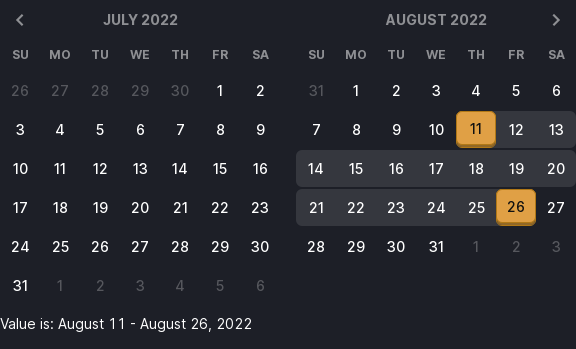 JULY 2022
SU MO TU WE TH FR SA
26 27 28 29 30 1 2
3 4 5 6 7 8 9
10 11 12 13 14 15 16
17 18 19 20 21 22 23
24 25 26 27 28 29 30
31 1 2 3 4 5 6
AUGUST 2022
SU MO TU WE TH FR SA
31 1 2 3 4 5 6
7 8 9 10 11 12 13
14 15 16 17 18 19 20
21 22 23 24 25 26 27
28 29 30 31 1 2 3
Value is: August 11 - August 26, 2022